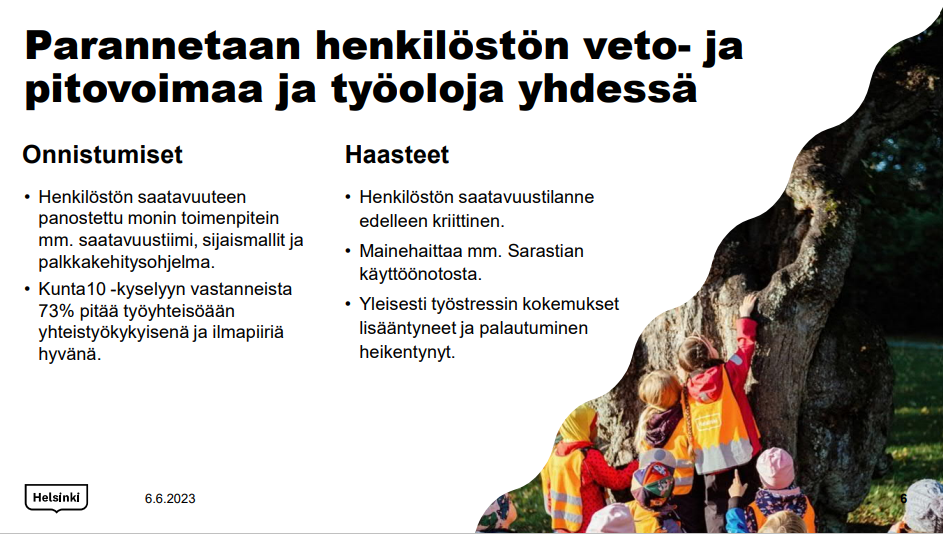 Parannetaan henkilöstön veto- ja
pitovoimaa ja työoloja yhdessä
Onnistumiset
• Henkilöstön saatavuuteen
panostettu monin toimenpitein
mm. saatavuustiimi, sijaismallit ja
palkkakehitysohjelma.
• Kunta10 -kyselyyn vastanneista
73% pitää työyhteisöään
yhteistyökykyisenä ja ilmapiiriä
hyvänä.
Haasteet
• Henkilöstön saatavuustilanne
edelleen kriittinen.
• Mainehaittaa mm. Sarastian
käyttöönotosta.
• Yleisesti työstressin kokemukset
lisääntyneet ja palautuminen
heikentynyt.
Helsinki
6.6.2023
6